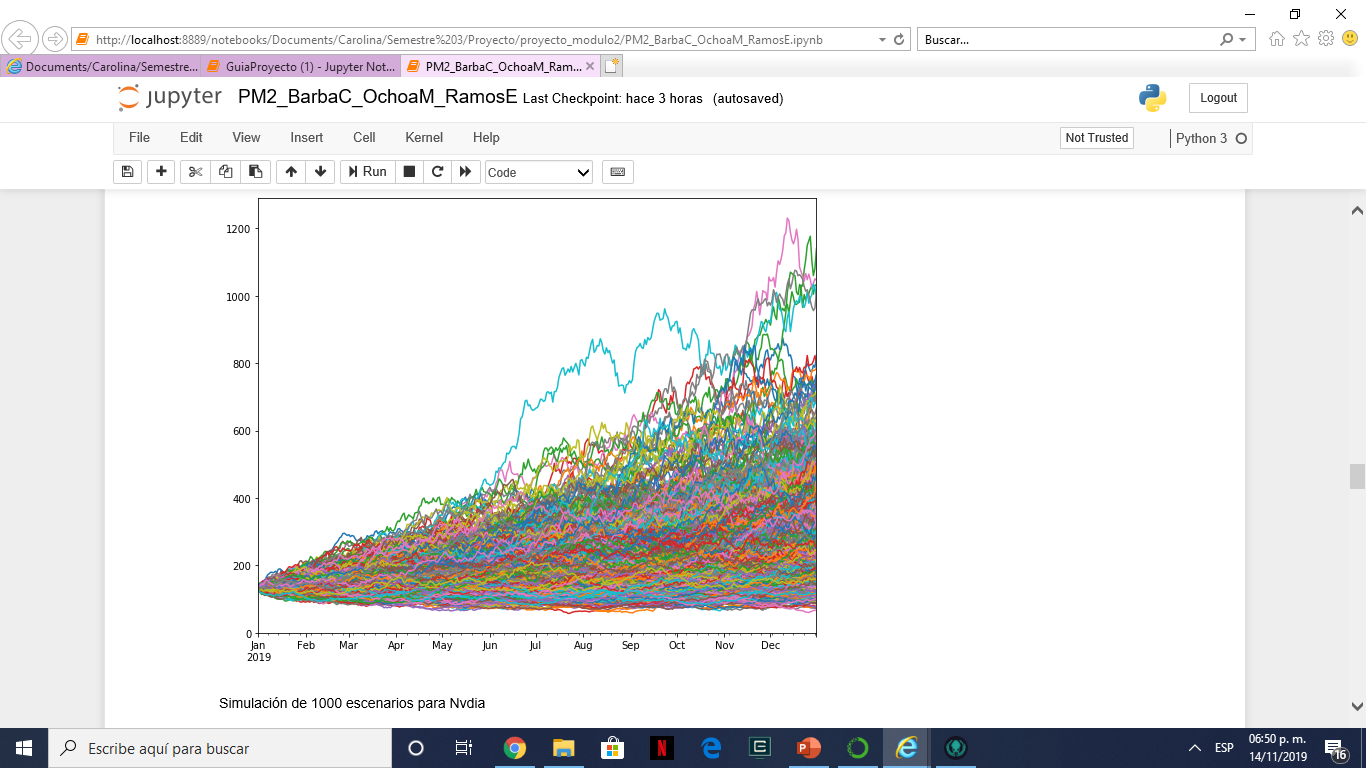 http://localhost:8889/notebooks/Documents/Carolina/Semestre%203/Proyecto/proyecto_modulo2/PM2_BarbaC_OchoaM_RamosE.ipynb
Buscar...
Documents/Carolina/Semestre...
GuiaProyecto (1) - Jupyter Not...
PM2_BarbaC_OchoaM_Ram...
jupyter PM2_BarbaC_OchoaM_RamosE Last Checkpoint: hace 3 horas (autosaved)
Logout
File Edit View Insert Cell Kernel Help
Not Trusted
Python 3
Run
Code
1200
1000
800
600
400
200
0
Jan Feb Mar Apr May Jun Jul Aug Sep Oct Nov Dec
2019
Simulación de 1000 escenarios para Nvdia
Escribe aquí para buscar
ESP
06:50 p. m.
14/11/2019
16